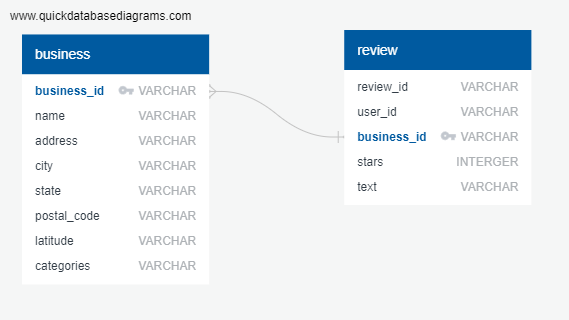 www.quickdatabasediagrams.com
business
business_id VARCHAR
name VARCHAR
address VARCHAR
city VARCHAR
state VARCHAR
postal_code VARCHAR
latitude VARCHAR
categories VARCHAR
review
review_id VARCHAR
user_id VARCHAR
business_id VARCHAR
stars INTERGER
text VARCHAR